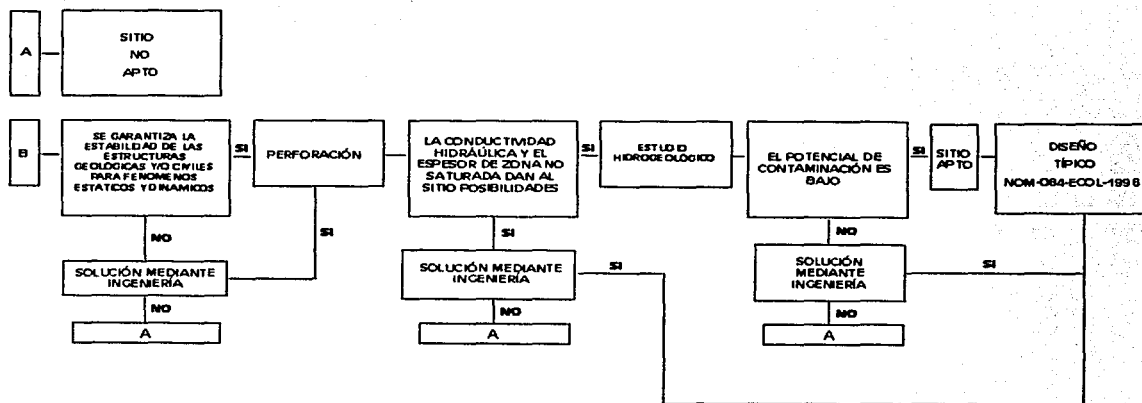 A
SITIO
NO
APTO
B
SE GARANTIZA LA
ESTABILIDAD DE LAS
ESTRUCTURAS
GEOLÓGICAS Y/O CIVILES
PARA FENOMENOS
ESTATICOS Y DINAMICOS
SI
PERFORACIÓN
LA CONDUCTIVIDAD
HIDRÁULICA Y EL
ESPESOR DE ZONA NO
SATURADA DAN AL
SITIO POSIBILIDADES
SI
ESTUDIO
HIDROGEOLÓGICO
EL POTENCIAL DE
CONTAMINACIÓN ES
BAJO
SI
SITIO
APTO
DISEÑO
TÍPICO
NOM-084-ECOL-1996
NO
SI
SI
NO
SOLUCIÓN MEDIANTE
INGENIERÍA
SOLUCIÓN MEDIANTE
INGENIERÍA
SI
SOLUCIÓN
MEDIANTE
INGENIERÍA
SI
NO
NO
NO
A
A
A